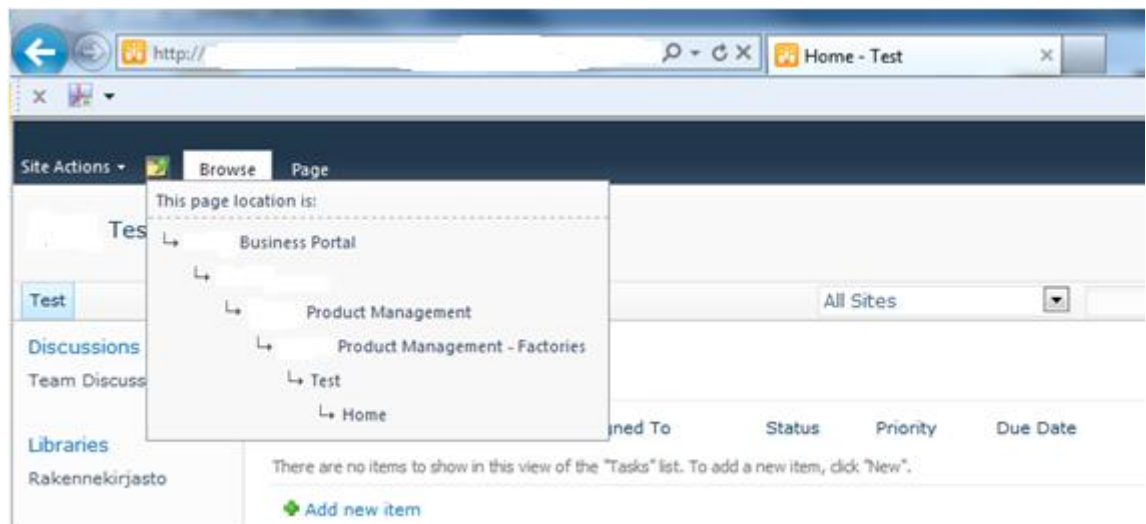 http://
Home - Test
Site Actions
Browse
Page
This page location is:
Tes
Business Portal
Product Management
Product Management - Factories
Test
Home
Test
All Sites
Discussions
Team Discuss
Libraries
Rakennekirjasto
gned To
Status
Priority
Due Date
There are no items to show in this view of the "Tasks" list. To add a new item, click "New".
Add new item